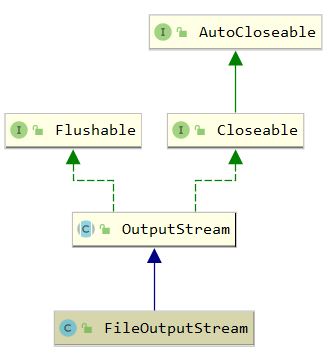 I AutoCloseable
I Flushable
I Closeable
C OutputStream
C FileOutputStream